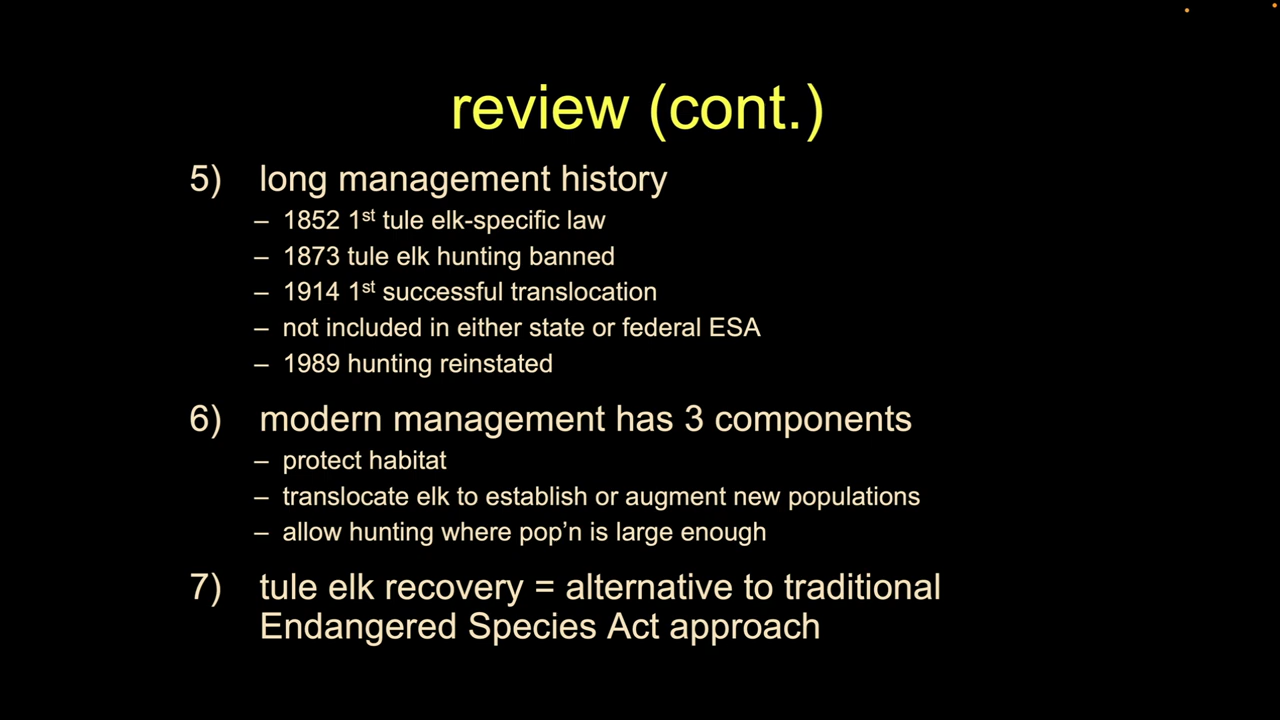 review (cont.)
5) long management history
– 1852 1st tule elk-specific law
– 1873 tule elk hunting banned
– 1914 1st successful translocation
– not included in either state or federal ESA
– 1989 hunting reinstated
6) modern management has 3 components
– protect habitat
– translocate elk to establish or augment new populations
– allow hunting where pop’n is large enough
7) tule elk recovery = alternative to traditional
Endangered Species Act approach